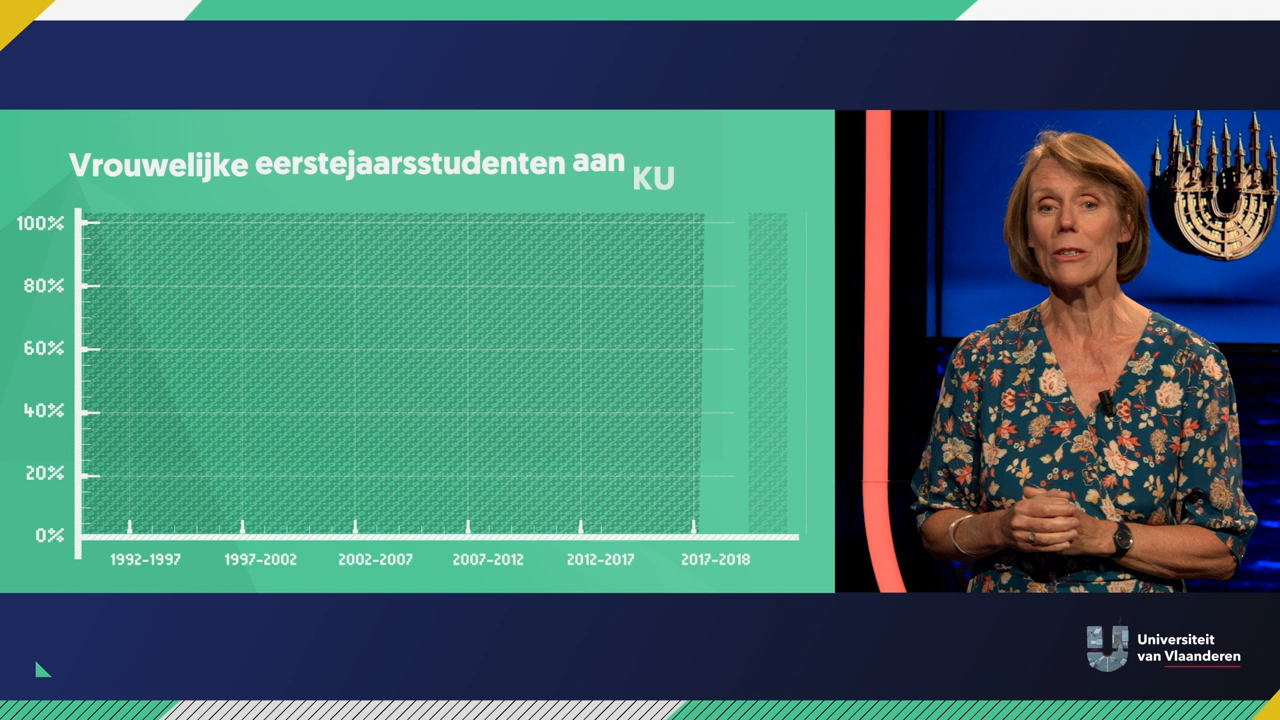 Vrouwelijke eerstejaarsstudenten aan KU
100%
80%
60%
40%
20%
0%
1992-1997 1997-2002 2002-2007 2007-2012 2012-2017 2017-2018
Universiteit
van Vlaanderen